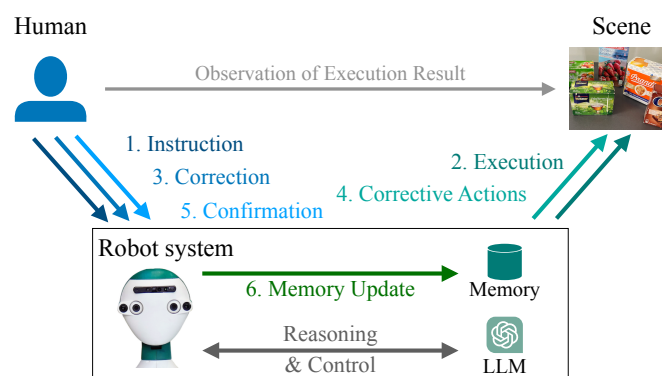 Human
Scene
Observation of Execution Result
1. Instruction
2. Execution
3. Correction
4. Corrective Actions
5. Confirmation
Robot system
6. Memory Update
Memory
Reasoning
& Control
LLM